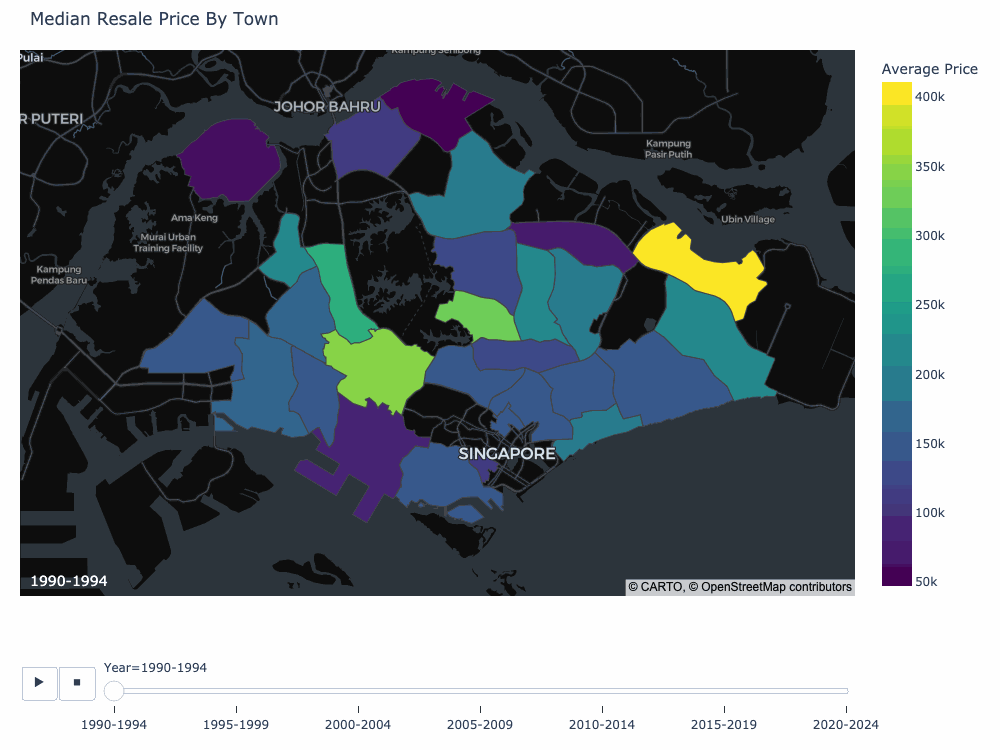 Median Resale Price By Town
Kampung Senibong
Pulai
JOHOR BAHRU
R PUTERI
Kampung
Pasir Putih
Ama Keng
Ubin Village
Murai Urban
Training Facility
Kampung
Pendas Baru
SINGAPORE
1990-1994
© CARTO, © OpenStreetMap contributors
Average Price
400k
350k
300k
250k
200k
150k
100k
50k
Year=1990-1994
1990-1994 1995-1999 2000-2004 2005-2009 2010-2014 2015-2019 2020-2024